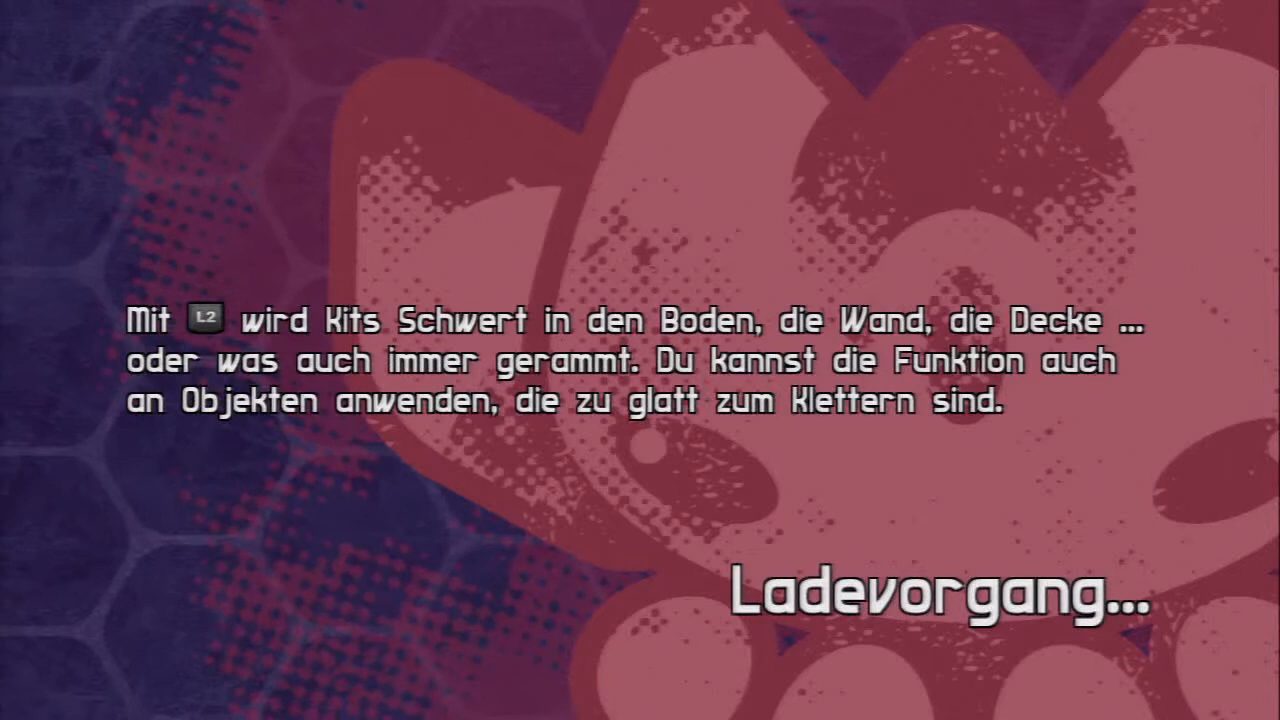 Mit L2 wird Kits Schwert in den Boden, die Wand, die Decke ...
oder was auch immer gerammt. Du kannst die Funktion auch
an Objekten anwenden, die zu glatt zum Klettern sind.
Ladevorgang...